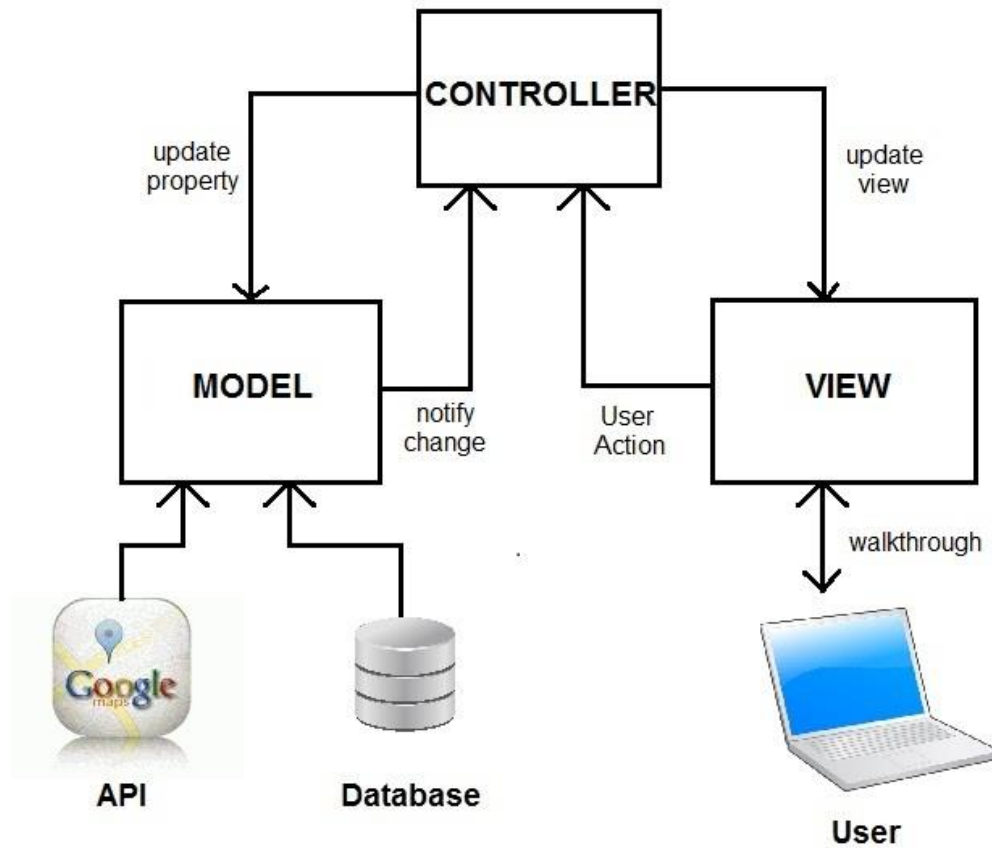 CONTROLLER
update
property
update
view
MODEL
notify
change
User
Action
VIEW
walkthrough
Google
maps
API
Database
User